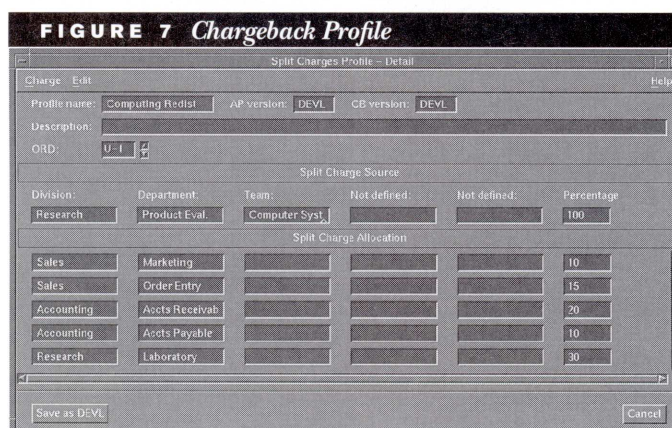 FIGURE 7 Chargeback Profile
Split Charges Profile – Detail
Charge Edit Help
Profile name: Computing Redist AP version: DEVL CB version: DEVL
Description:
ORD: U-I
Split Charge Source
Division: Department: Team: Not defined: Not defined: Percentage
Research Product Eval. Computer Syst 100
Split Charge Allocation
Sales Marketing 10
Sales Order Entry 15
Accounting Accts Receivab 20
Accounting Accts Payable 10
Research Laboratory 30
Save as DEVL Cancel